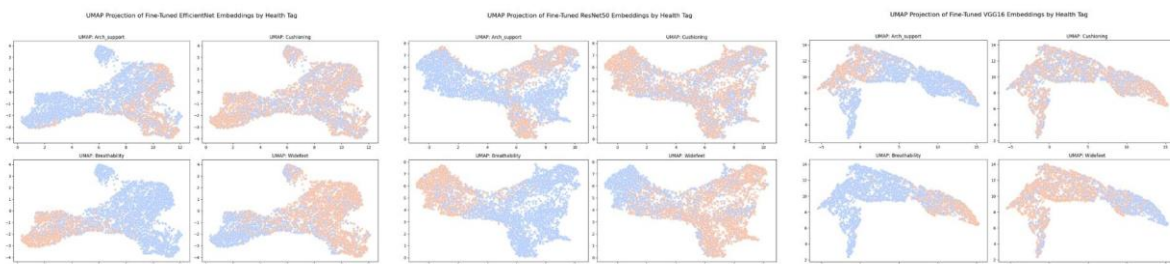 UMAP Projection of Fine-Tuned EfficientNet Embeddings by Health Tag
UMAP: Arch_support
UMAP: Cushioning
UMAP: Breathability
UMAP: Widefeet
UMAP Projection of Fine-Tuned ResNet50 Embeddings by Health Tag
UMAP: Arch_support
UMAP: Cushioning
UMAP: Breathability
UMAP: Widefeet
UMAP Projection of Fine-Tuned VGG16 Embeddings by Health Tag
UMAP: Arch_support
UMAP: Cushioning
UMAP: Breathability
UMAP: Widefeet